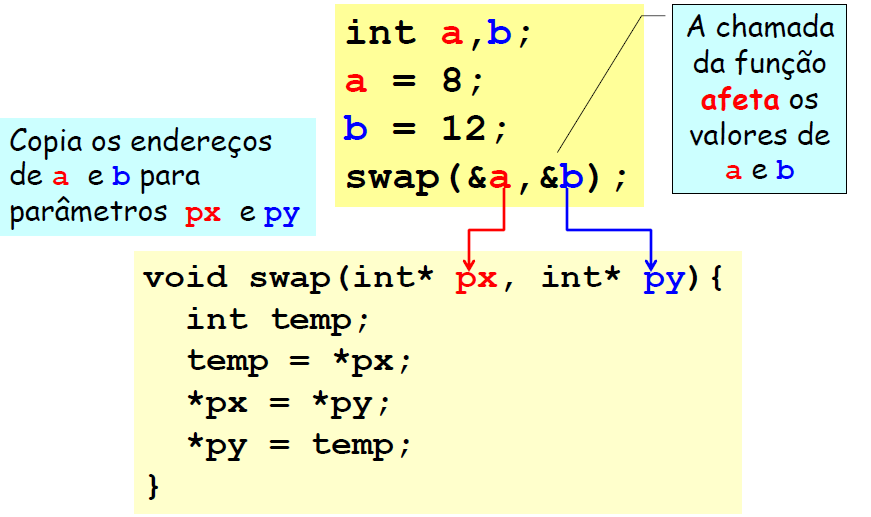 int a,b;
a = 8;
b = 12;
swap(&a,&b);
A chamada
da função
afeta os
valores de
a e b
Copia os endereços
de a e b para
parâmetros px e py
void swap(int* px, int* py){
int temp;
temp = *px;
*px = *py;
*py = temp;
}